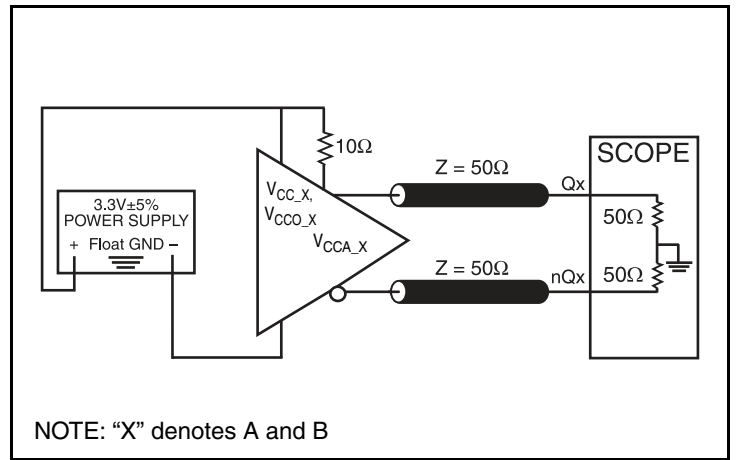 3.3V±5%
POWER SUPPLY
+ Float GND –
10Ω
V_CC_X,
V_CCO_X
V_CCA_X
Z = 50Ω
Qx
Z = 50Ω
nQx
SCOPE
50Ω
50Ω
NOTE: “X” denotes A and B